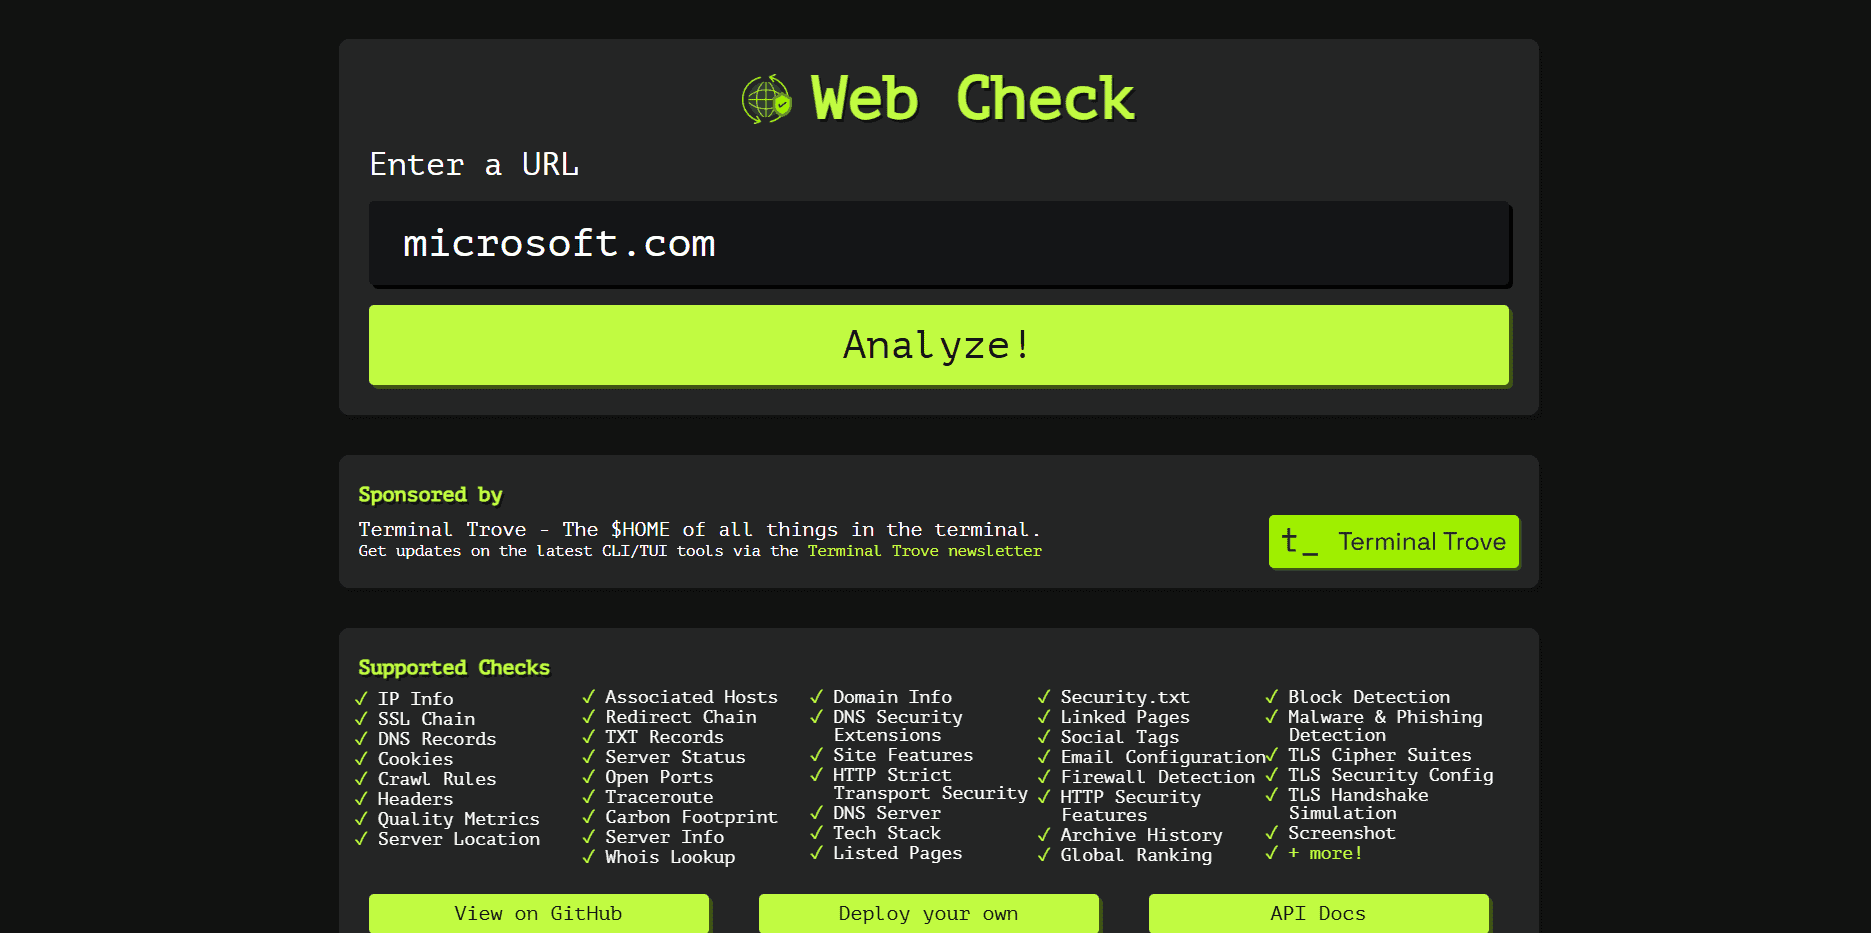 Web Check
Enter a URL
microsoft.com
Analyze!
Sponsored by
Terminal Trove - The $HOME of all things in the terminal.
Get updates on the latest CLI/TUI tools via the Terminal Trove newsletter
t_ Terminal Trove
Supported Checks
✓ IP Info
✓ SSL Chain
✓ DNS Records
✓ Cookies
✓ Crawl Rules
✓ Headers
✓ Quality Metrics
✓ Server Location
✓ Associated Hosts
✓ Redirect Chain
✓ TXT Records
✓ Server Status
✓ Open Ports
✓ Traceroute
✓ Carbon Footprint
✓ Server Info
✓ Whois Lookup
✓ Domain Info
✓ DNS Security
Extensions
✓ Site Features
✓ HTTP Strict
Transport Security
✓ DNS Server
✓ Tech Stack
✓ Listed Pages
✓ Security.txt
✓ Linked Pages
✓ Social Tags
✓ Email Configuration
✓ Firewall Detection
✓ HTTP Security
Features
✓ Archive History
✓ Global Ranking
✓ Block Detection
✓ Malware & Phishing
Detection
✓ TLS Cipher Suites
✓ TLS Security Config
✓ TLS Handshake
Simulation
✓ Screenshot
✓ + more!
View on GitHub
Deploy your own
API Docs